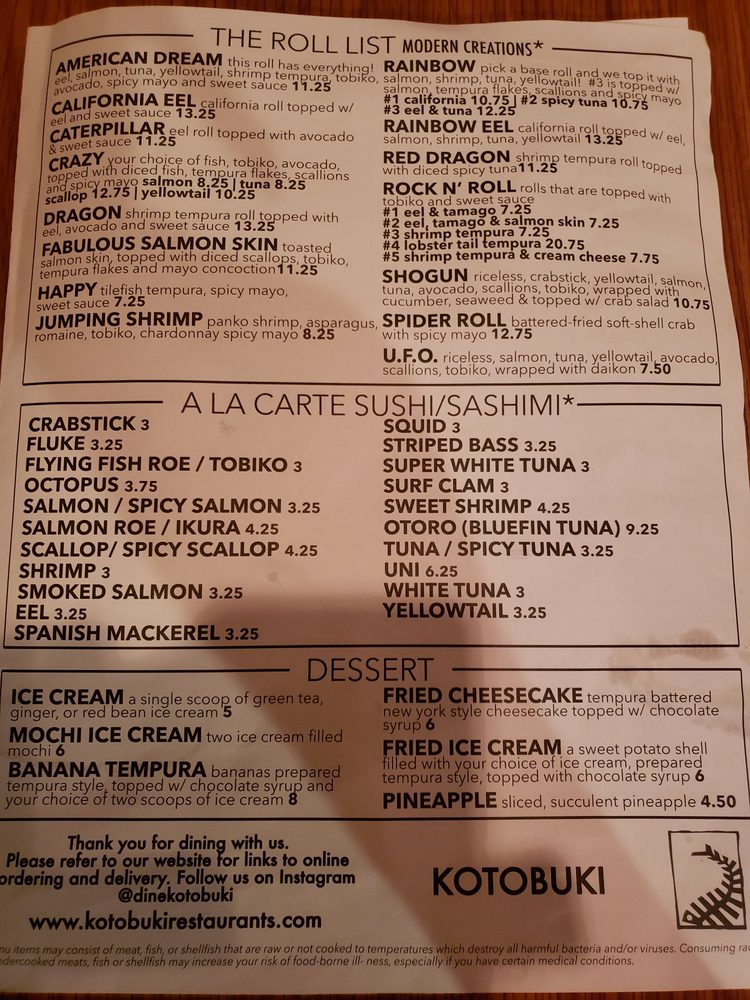 THE ROLL LIST MODERN CREATIONS*
AMERICAN DREAM this roll has everything!
eel, salmon, tuna, yellowtail, shrimp tempura, tobiko,
avocado, spicy mayo and sweet sauce 11.25
CALIFORNIA EEL california roll topped w/
eel and sweet sauce 13.25
CATERPILLAR eel roll topped with avocado
& sweet sauce 11.25
CRAZY your choice of fish, tobiko, avocado,
topped with diced fish, tempura flakes, scallions
and spicy mayo salmon 8.25 | tuna 8.25
scallop 12.75 | yellowtail 10.25
DRAGON shrimp tempura roll topped with
eel, avocado and sweet sauce 13.25
FABULOUS SALMON SKIN toasted
salmon skin, topped with diced scallops, tobiko,
tempura flakes and mayo concoction 11.25
HAPPY tilefish tempura, spicy mayo,
sweet sauce 7.25
JUMPING SHRIMP panko shrimp, asparagus,
romaine, tobiko, chardonnay spicy mayo 8.25
RAINBOW pick a base roll and we top it with
salmon, shrimp, tuna, yellowtail! #3 is topped w/
salmon, tempura flakes, scallions and spicy mayo
#1 california 10.75 | #2 spicy tuna 10.75
#3 eel & tuna 12.25
RAINBOW EEL california roll topped w/ eel,
salmon, shrimp, tuna, yellowtail 13.25
RED DRAGON shrimp tempura roll topped
with diced spicy tuna 11.25
ROCK N' ROLL rolls that are topped with
tobiko and sweet sauce
#1 eel & tamago 7.25
#2 eel, tamago & salmon skin 7.25
#3 shrimp tempura 7.25
#4 lobster tail tempura 20.75
#5 shrimp tempura & cream cheese 7.75
SHOGUN riceless, crabstick, yellowtail, salmon,
tuna, avocado, scallions, tobiko, wrapped with
cucumber, seaweed & topped w/ crab salad 10.75
SPIDER ROLL battered-fried soft-shell crab
with spicy mayo 12.75
U.F.O. riceless, salmon, tuna, yellowtail, avocado,
scallions, tobiko, wrapped with daikon 7.50
A LA CARTE SUSHI/SASHIMI*
CRABSTICK 3
FLUKE 3.25
FLYING FISH ROE / TOBIKO 3
OCTOPUS 3.75
SALMON / SPICY SALMON 3.25
SALMON ROE / IKURA 4.25
SCALLOP/ SPICY SCALLOP 4.25
SHRIMP 3
SMOKED SALMON 3.25
EEL 3.25
SPANISH MACKEREL 3.25
SQUID 3
STRIPED BASS 3.25
SUPER WHITE TUNA 3
SURF CLAM 3
SWEET SHRIMP 4.25
OTORO (BLUEFIN TUNA) 9.25
TUNA / SPICY TUNA 3.25
UNI 6.25
WHITE TUNA 3
YELLOWTAIL 3.25
DESSERT
ICE CREAM a single scoop of green tea,
ginger, or red bean ice cream 5
MOCHI ICE CREAM two ice cream filled
mochi 6
BANANA TEMPURA bananas prepared
tempura style, topped w/ chocolate syrup and
your choice of two scoops of ice cream 8
FRIED CHEESECAKE tempura battered
new york style cheesecake topped w/ chocolate
syrup 6
FRIED ICE CREAM a sweet potato shell
filled with your choice of ice cream, prepared
tempura style, topped with chocolate syrup 6
PINEAPPLE sliced, succulent pineapple 4.50
Thank you for dining with us.
Please refer to our website for links to online
ordering and delivery. Follow us on Instagram
@dinekotobuki
www.kotobukirestaurants.com
KOTOBUKI
nu items may consist of meat, fish, or shellfish that are raw or not cooked to temperatures which destroy all harmful bacteria and/or viruses. Consuming ra
dercooked meats, fish or shellfish may increase your risk of food-borne ill- ness, especially if you have certain medical conditions.